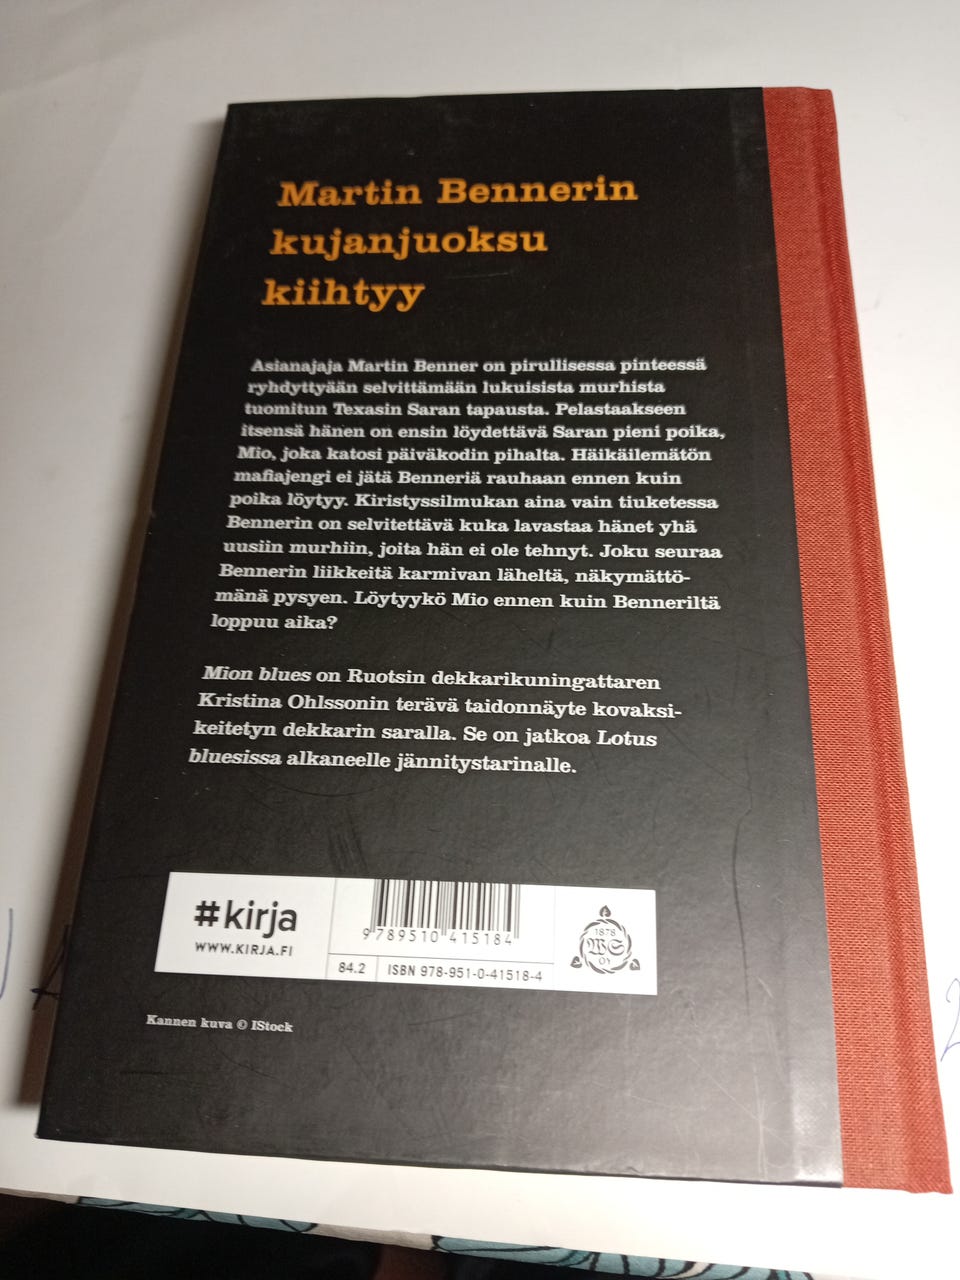 Martin Bennerin
kujanjuoksu
kiihtyy
Asianajaja Martin Benner on pirullisessa pinteessä
ryhdyttyään selvittämään lukuisista murhista
tuomitun Texasin Saran tapausta. Pelastaakseen
itsensä hänen on ensin löydettävä Saran pieni poika,
Mio, joka katosi päiväkodin pihalta. Häikäilemätön
mafiajengi ei jätä Benneriä rauhaan ennen kuin
poika löytyy. Kiristyssilmukan aina vain tiuketessa
Bennerin on selvitettävä kuka lavastaa hänet yhä
uusiin murhiin, joita hän ei ole tehnyt. Joku seuraa
Bennerin liikkeitä karmivan läheltä, näkymättö-
mänä pysyen. Löytyykö Mio ennen kuin Benneriltä
loppuu aika?
Mion blues on Ruotsin dekkarikuningattaren
Kristina Ohlssonin terävä taidonnäyte kovaksi-
keitetyn dekkarin saralla. Se on jatkoa Lotus
bluesissa alkaneelle jännitystarinalle.
#kirja
WWW.KIRJA.FI
9 789510 415184
84.2 ISBN 978-951-0-41518-4
1878
WS
OY
Kannen kuva © IStock